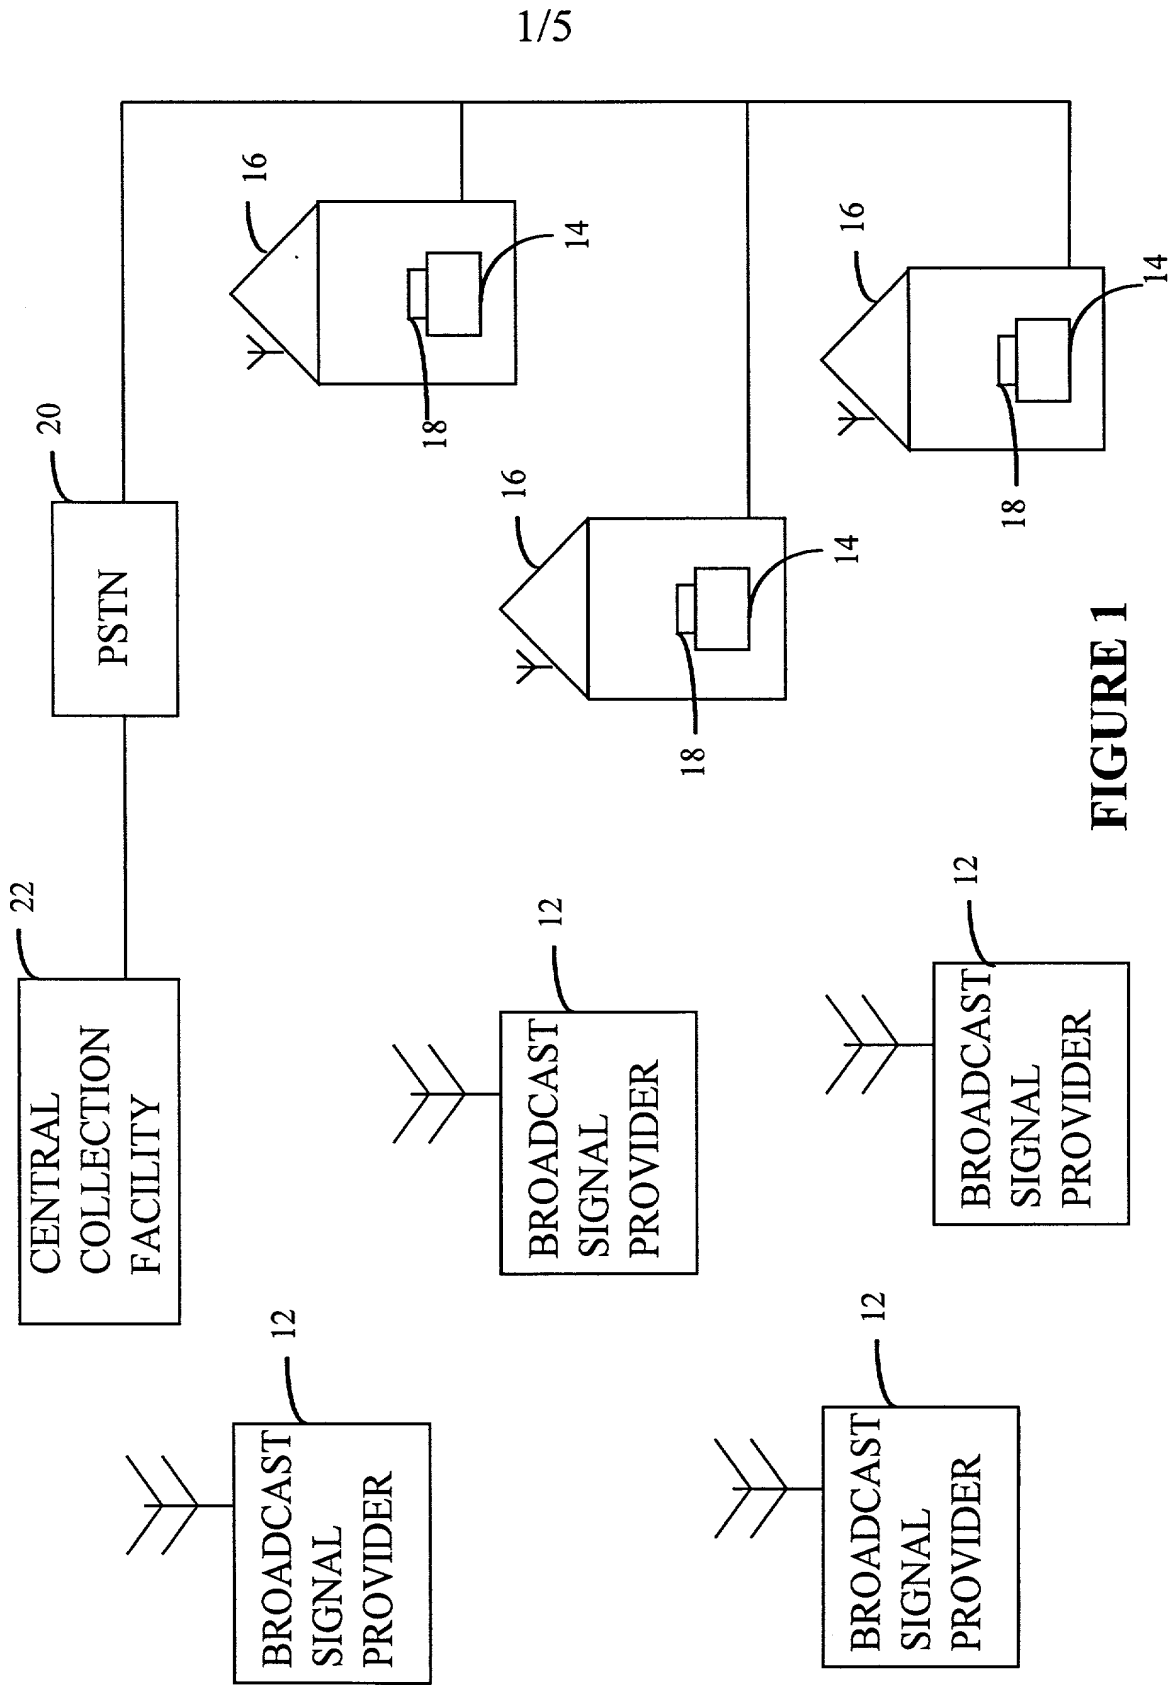 1/5
CENTRAL
COLLECTION
FACILITY
22
PSTN
20
16
18
14
16
18
14
16
18
14
BROADCAST
SIGNAL
PROVIDER
12
BROADCAST
SIGNAL
PROVIDER
12
BROADCAST
SIGNAL
PROVIDER
12
BROADCAST
SIGNAL
PROVIDER
12
FIGURE 1